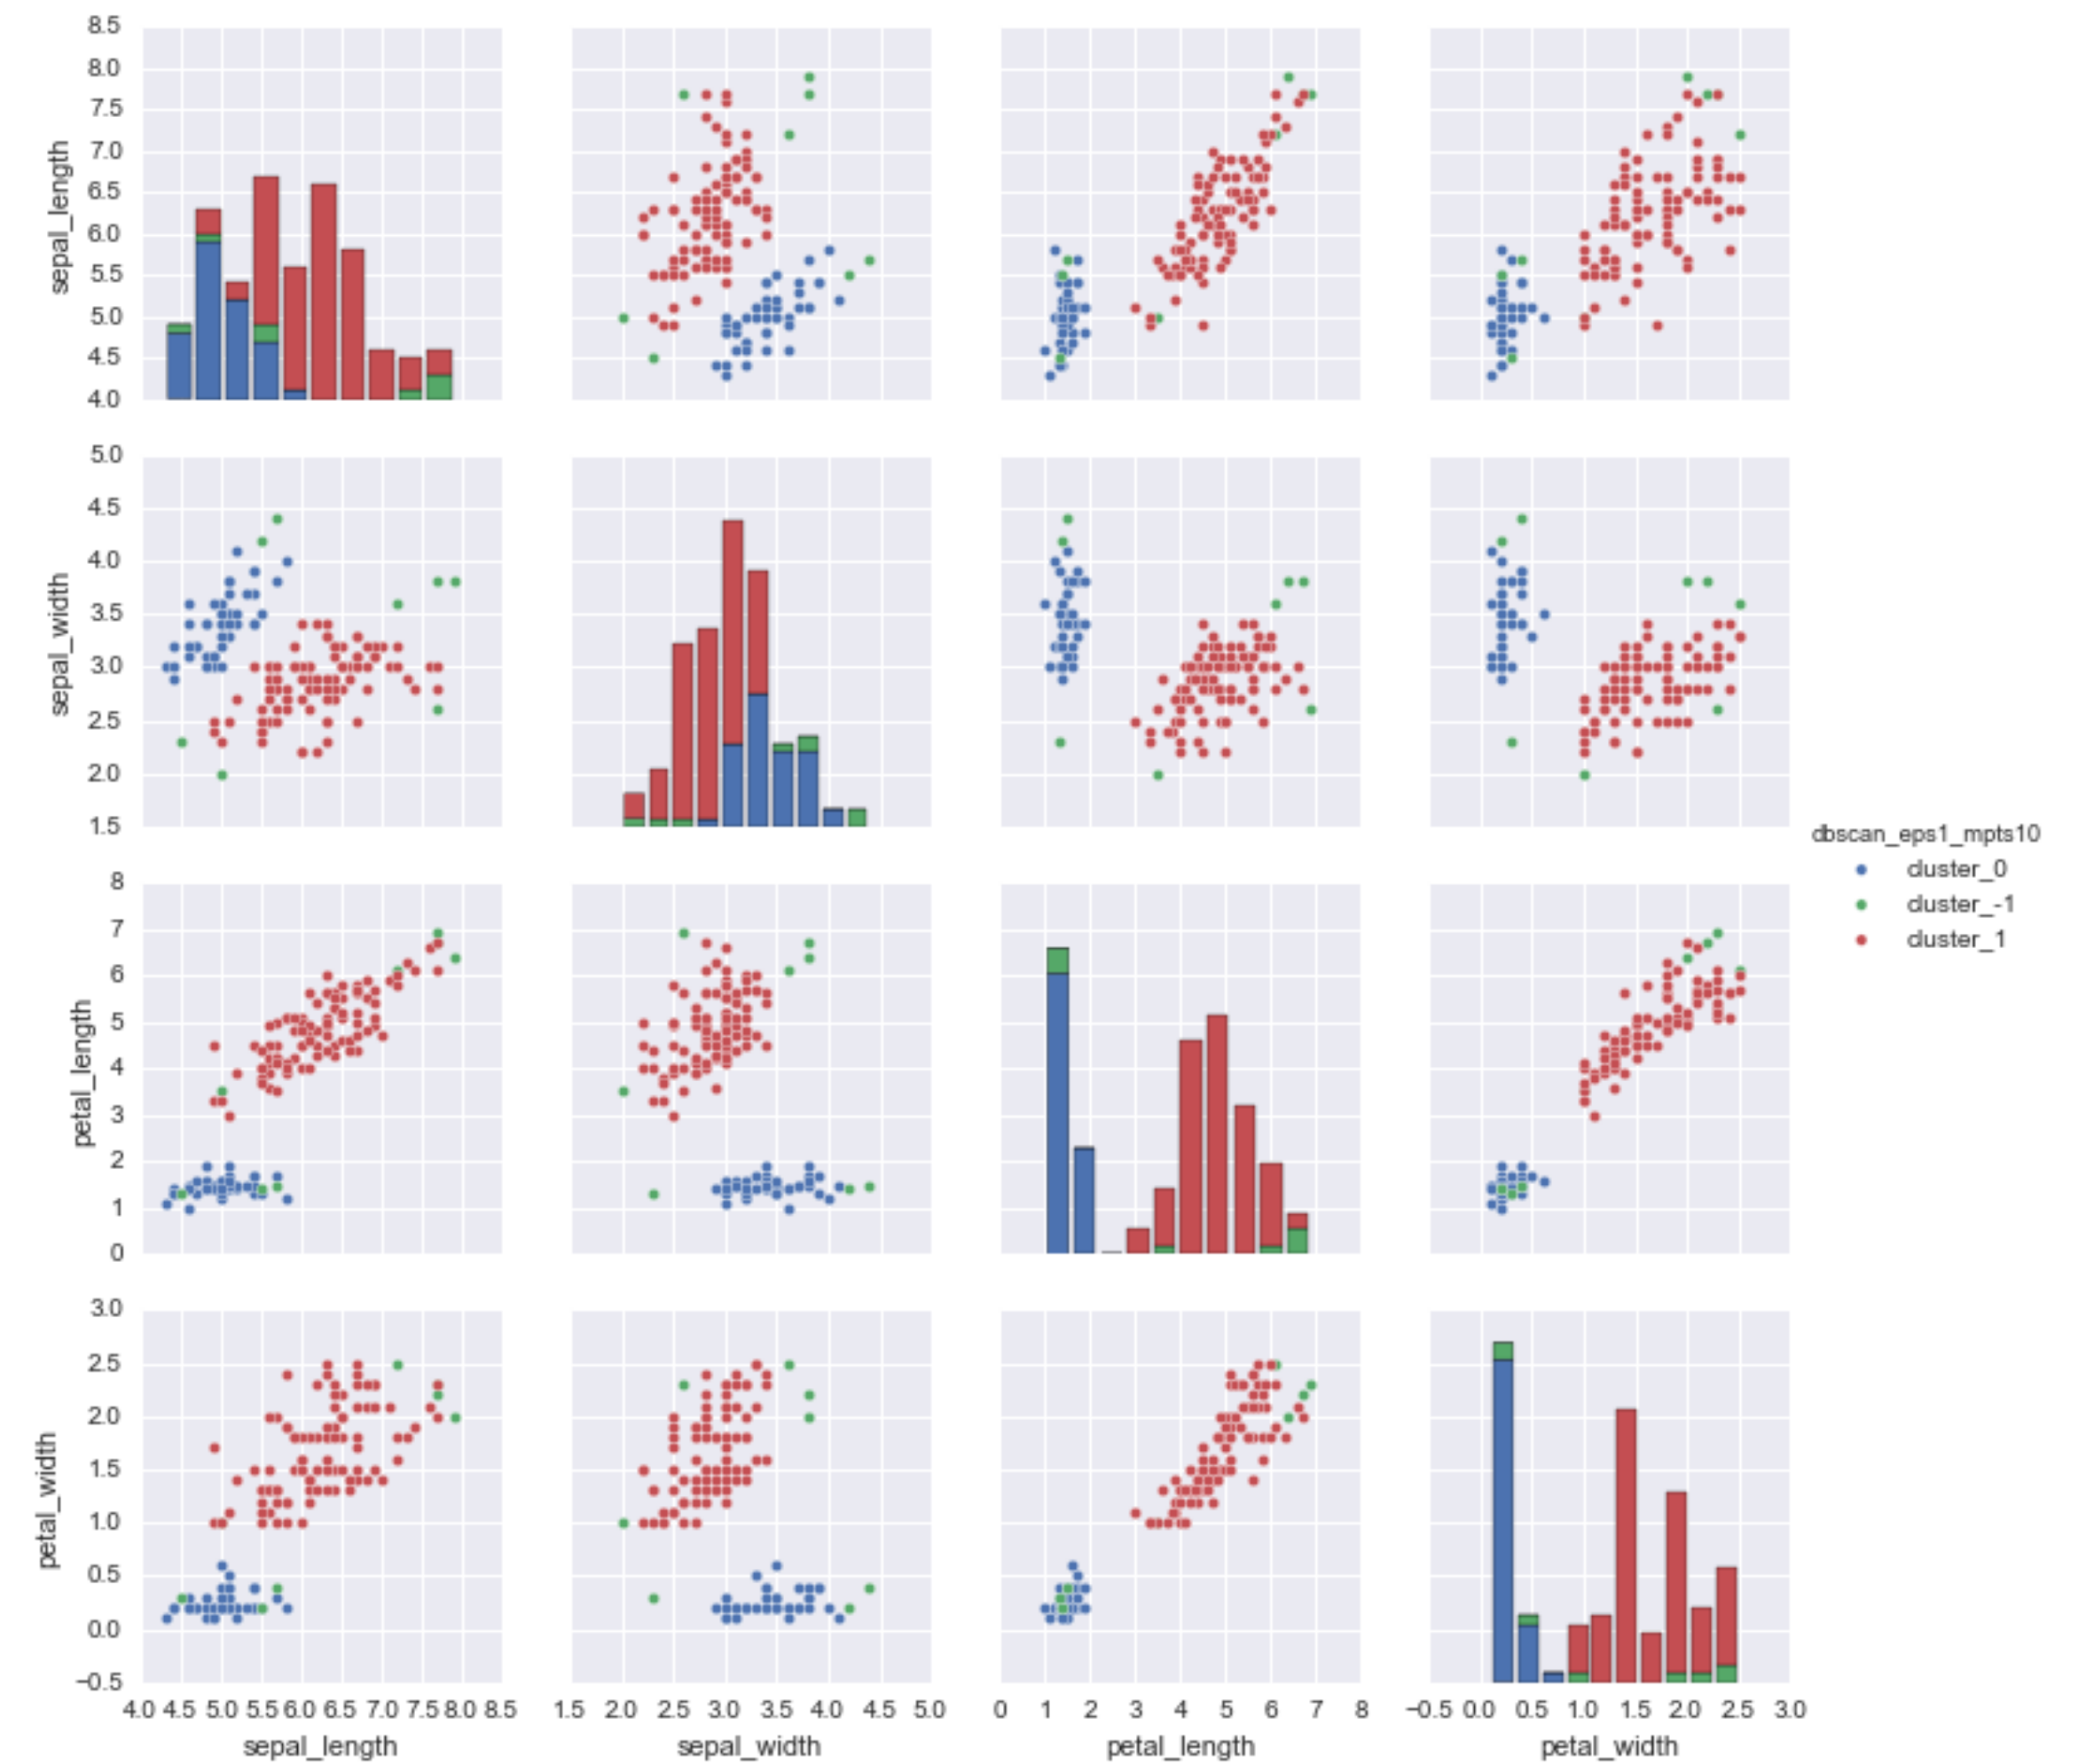 8.5
8.0
7.5
7.0
6.5
6.0
5.5
5.0
4.5
4.0
sepal_length
5.0
4.5
4.0
3.5
3.0
2.5
2.0
1.5
sepal_width
8
7
6
5
4
3
2
1
0
petal_length
3.0
2.5
2.0
1.5
1.0
0.5
0.0
−0.5
petal_width
4.0 4.5 5.0 5.5 6.0 6.5 7.0 7.5 8.0 8.5
sepal_length
1.5 2.0 2.5 3.0 3.5 4.0 4.5 5.0
sepal_width
0 1 2 3 4 5 6 7 8
petal_length
−0.5 0.0 0.5 1.0 1.5 2.0 2.5 3.0
petal_width
dbscan_eps1_mpts10
cluster_0
cluster_-1
cluster_1